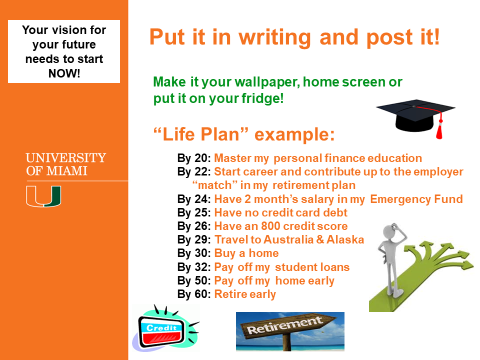 Your vision for
your future
needs to start
NOW!
Put it in writing and post it!
Make it your wallpaper, home screen or
put it on your fridge!
“Life Plan” example:
By 20: Master my personal finance education
By 22: Start career and contribute up to the employer
“match” in my retirement plan
By 24: Have 2 month’s salary in my Emergency Fund
By 25: Have no credit card debt
By 26: Have an 800 credit score
By 29: Travel to Australia & Alaska
By 30: Buy a home
By 32: Pay off my student loans
By 50: Pay off my home early
By 60: Retire early
UNIVERSITY
OF MIAMI
U
Credit
Retirement